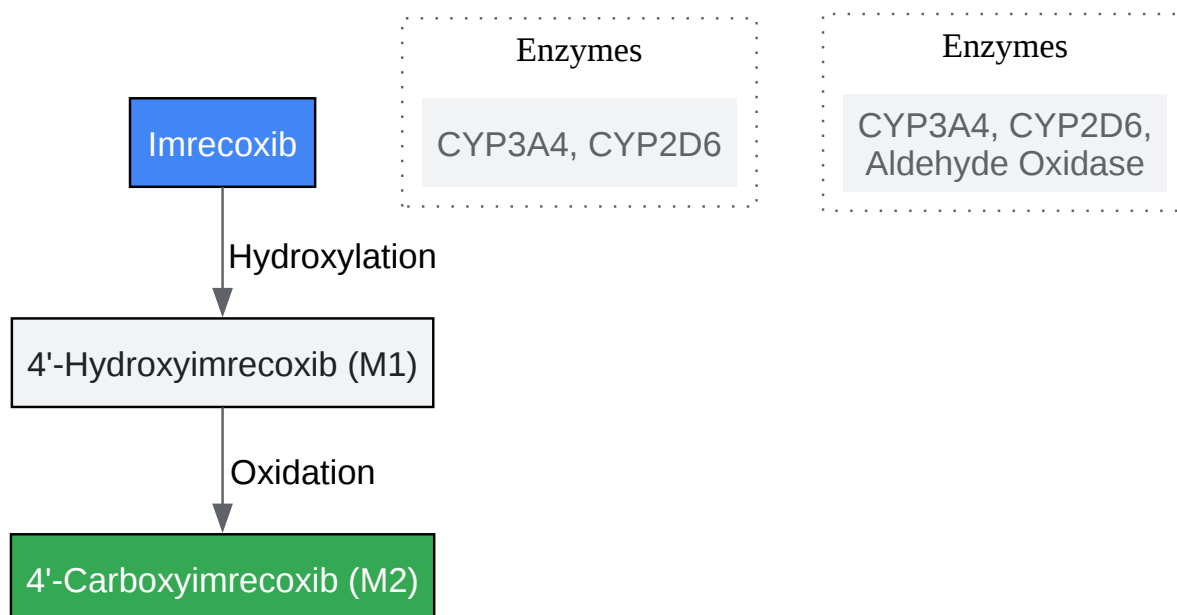 Enzymes
Enzymes
Imrecoxib
CYP3A4, CYP2D6
CYP3A4, CYP2D6,
Aldehyde Oxidase
Hydroxylation
4'-Hydroxyimrecoxib (M1)
Oxidation
4'-Carboxyimrecoxib (M2)